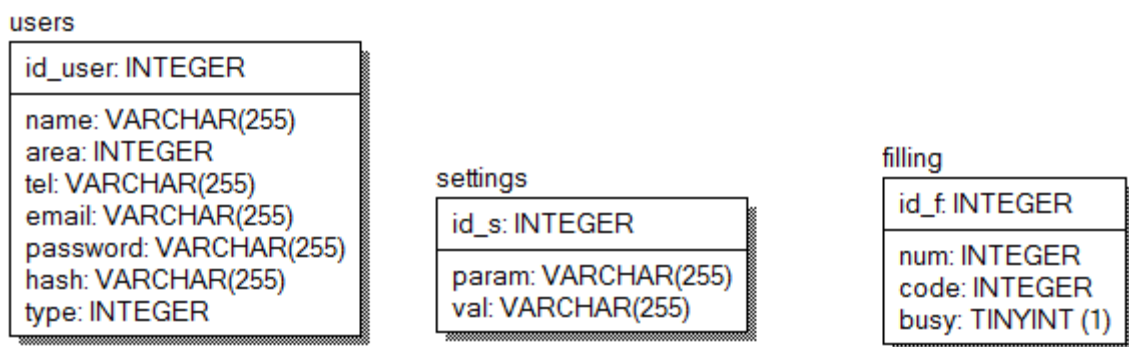 users
id_user: INTEGER
name: VARCHAR(255)
area: INTEGER
tel: VARCHAR(255)
email: VARCHAR(255)
password: VARCHAR(255)
hash: VARCHAR(255)
type: INTEGER
settings
id_s: INTEGER
param: VARCHAR(255)
val: VARCHAR(255)
filling
id_f: INTEGER
num: INTEGER
code: INTEGER
busy: TINYINT (1)